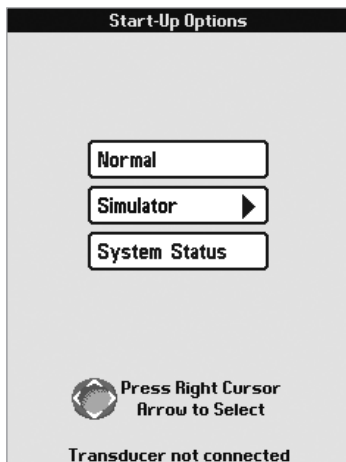 Start-Up Options
Normal
Simulator
System Status
Press Right Cursor
Arrow to Select
Transducer not connected